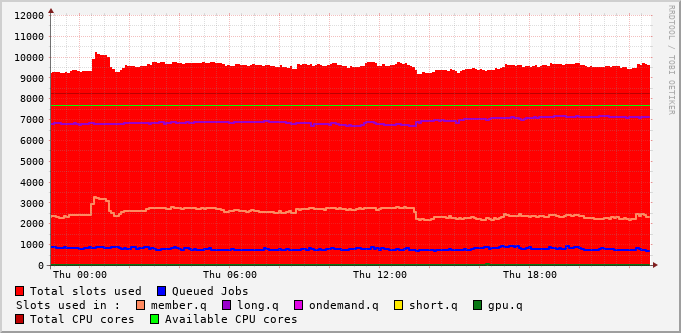 12000
11000
10000
9000
8000
7000
6000
5000
4000
3000
2000
1000
0
Thu 00:00 Thu 06:00 Thu 12:00 Thu 18:00
RRDTOOL / TOBI OETIKER
Total slots used Queued Jobs
Slots used in : member.q long.q ondemand.q short.q gpu.q
Total CPU cores Available CPU cores